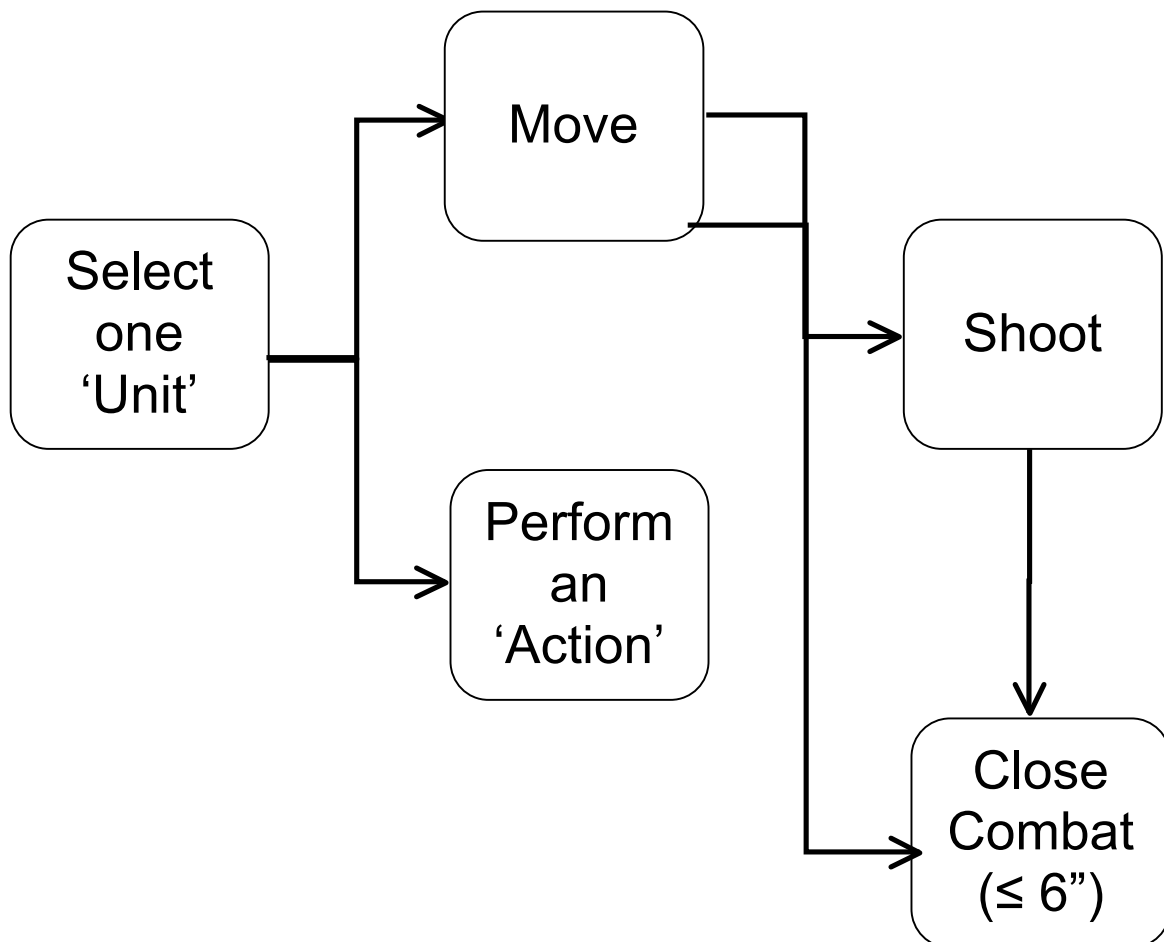 Move
Select
one
‘Unit’
Shoot
Perform
an
‘Action’
Close
Combat
(≤ 6”)